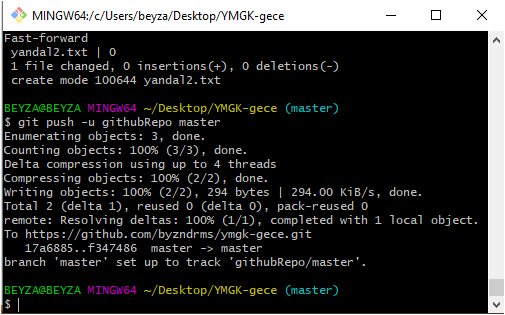 MINGW64:/c/Users/beyza/Desktop/YMGK-gece
Fast-forward
yandal2.txt | 0
1 file changed, 0 insertions(+), 0 deletions(-)
create mode 100644 yandal2.txt
BEYZA@BEYZA MINGW64 ~/Desktop/YMGK-gece (master)
$ git push -u githubRepo master
Enumerating objects: 3, done.
Counting objects: 100% (3/3), done.
Delta compression using up to 4 threads
Compressing objects: 100% (2/2), done.
Writing objects: 100% (2/2), 294 bytes | 294.00 KiB/s, done.
Total 2 (delta 1), reused 0 (delta 0), pack-reused 0
remote: Resolving deltas: 100% (1/1), completed with 1 local object.
To https://github.com/byzndrms/ymgk-gece.git
17a6885..f347486  master -> master
branch 'master' set up to track 'githubRepo/master'.
BEYZA@BEYZA MINGW64 ~/Desktop/YMGK-gece (master)
$